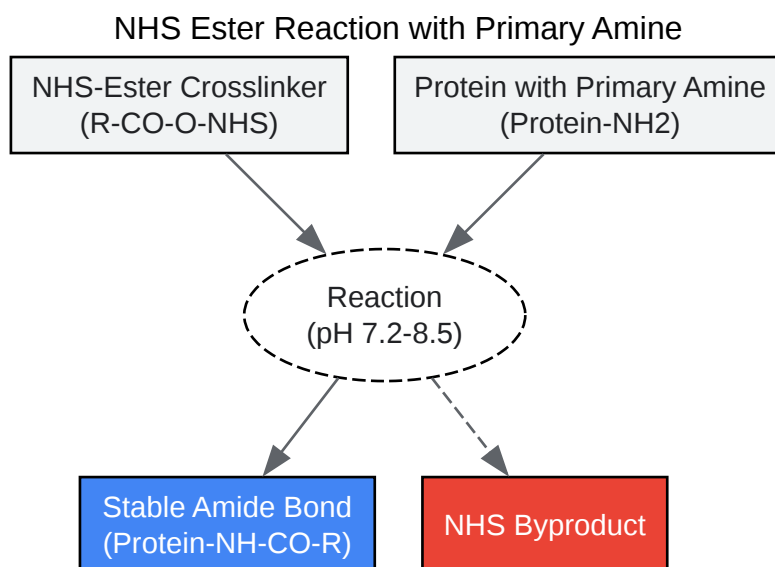 NHS Ester Reaction with Primary Amine
NHS-Ester Crosslinker
(R-CO-O-NHS)
Protein with Primary Amine
(Protein-NH2)
Reaction
(pH 7.2-8.5)
Stable Amide Bond
(Protein-NH-CO-R)
NHS Byproduct